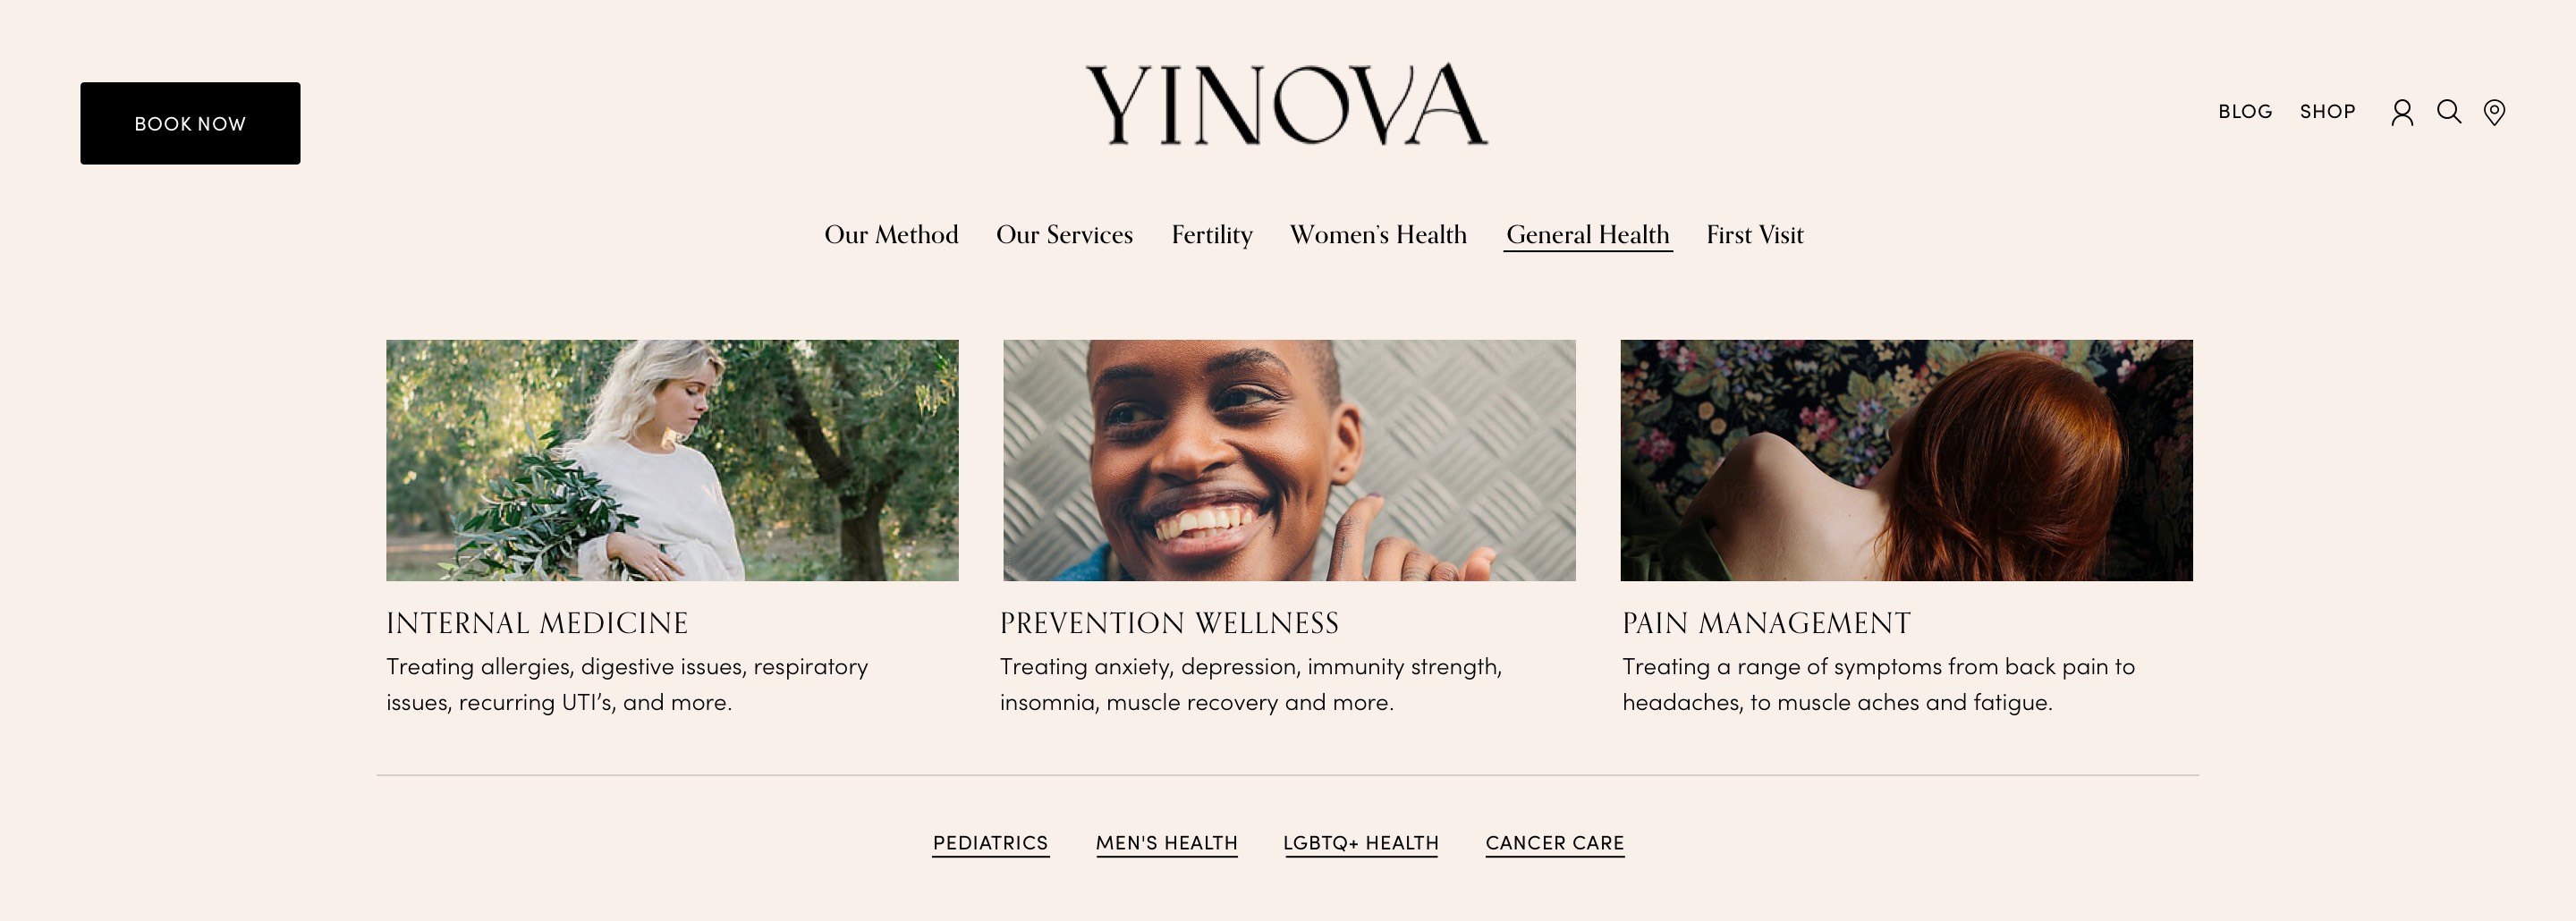 BOOK NOW
YINOVA
BLOG SHOP
Our Method Our Services Fertility Women's Health General Health First Visit
INTERNAL MEDICINE
Treating allergies, digestive issues, respiratory
issues, recurring UTI's, and more.
PREVENTION WELLNESS
Treating anxiety, depression, immunity strength,
insomnia, muscle recovery and more.
PAIN MANAGEMENT
Treating a range of symptoms from back pain to
headaches, to muscle aches and fatigue.
PEDIATRICS MEN'S HEALTH LGBTQ+ HEALTH CANCER CARE